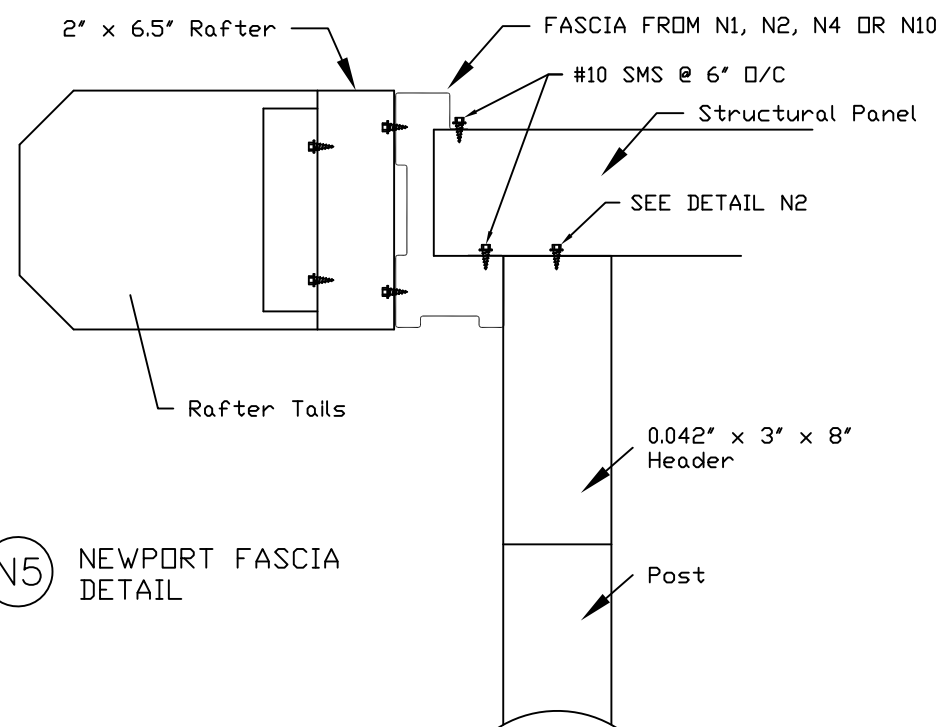 2" x 6.5" Rafter
FASCIA FROM N1, N2, N4 OR N10
#10 SMS @ 6" O/C
Structural Panel
SEE DETAIL N2
Rafter Tails
0.042" x 3" x 8"
Header
N5
NEWPORT FASCIA
DETAIL
Post